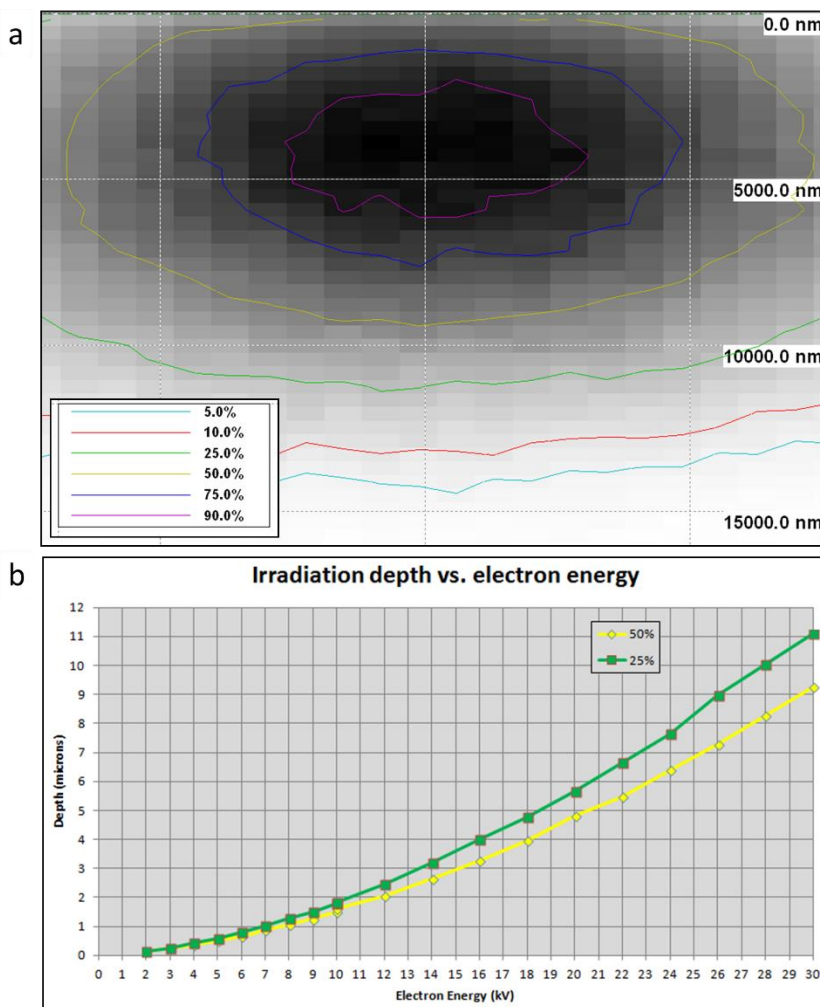 a
0.0 nm
5000.0 nm
10000.0 nm
15000.0 nm
5.0%
10.0%
25.0%
50.0%
75.0%
90.0%
b
Irradiation depth vs. electron energy
50%
25%
Depth (microns)
12
11
10
9
8
7
6
5
4
3
2
1
0
0 1 2 3 4 5 6 7 8 9 10 11 12 13 14 15 16 17 18 19 20 21 22 23 24 25 26 27 28 29 30
Electron Energy (kV)